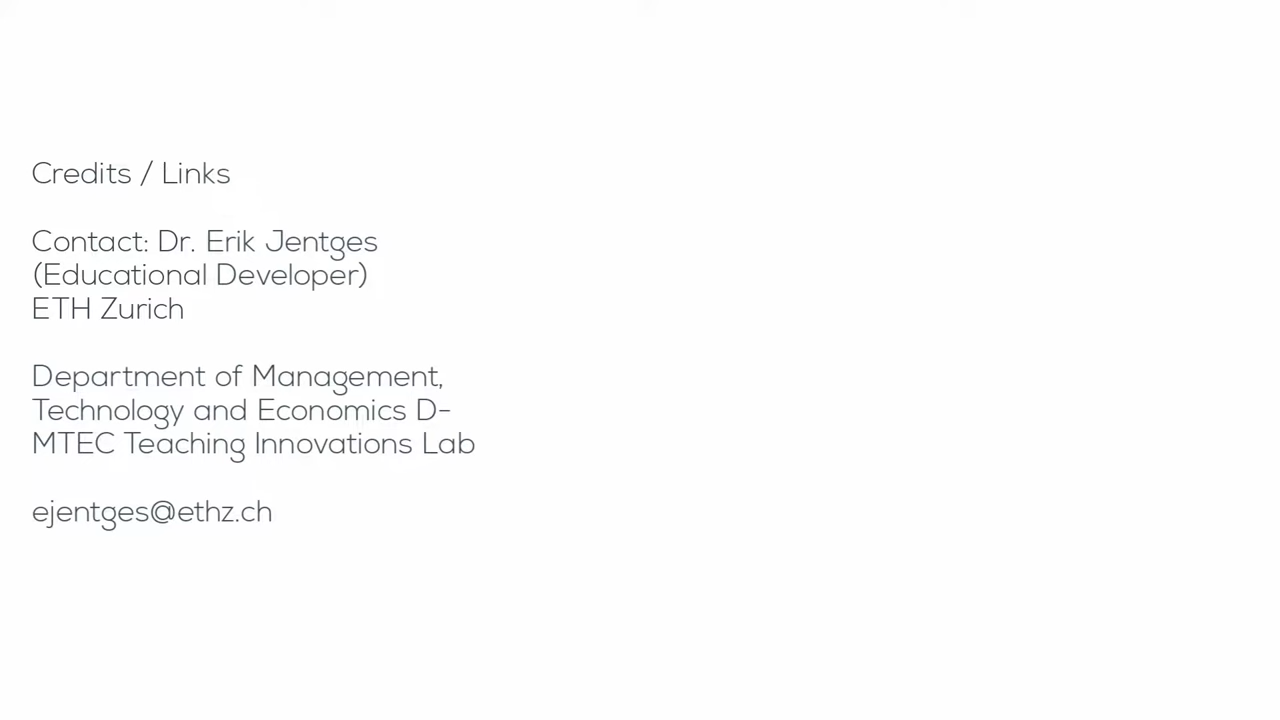 Credits / Links
Contact: Dr. Erik Jentges
(Educational Developer)
ETH Zurich
Department of Management,
Technology and Economics D-
MTEC Teaching Innovations Lab
ejentges@ethz.ch